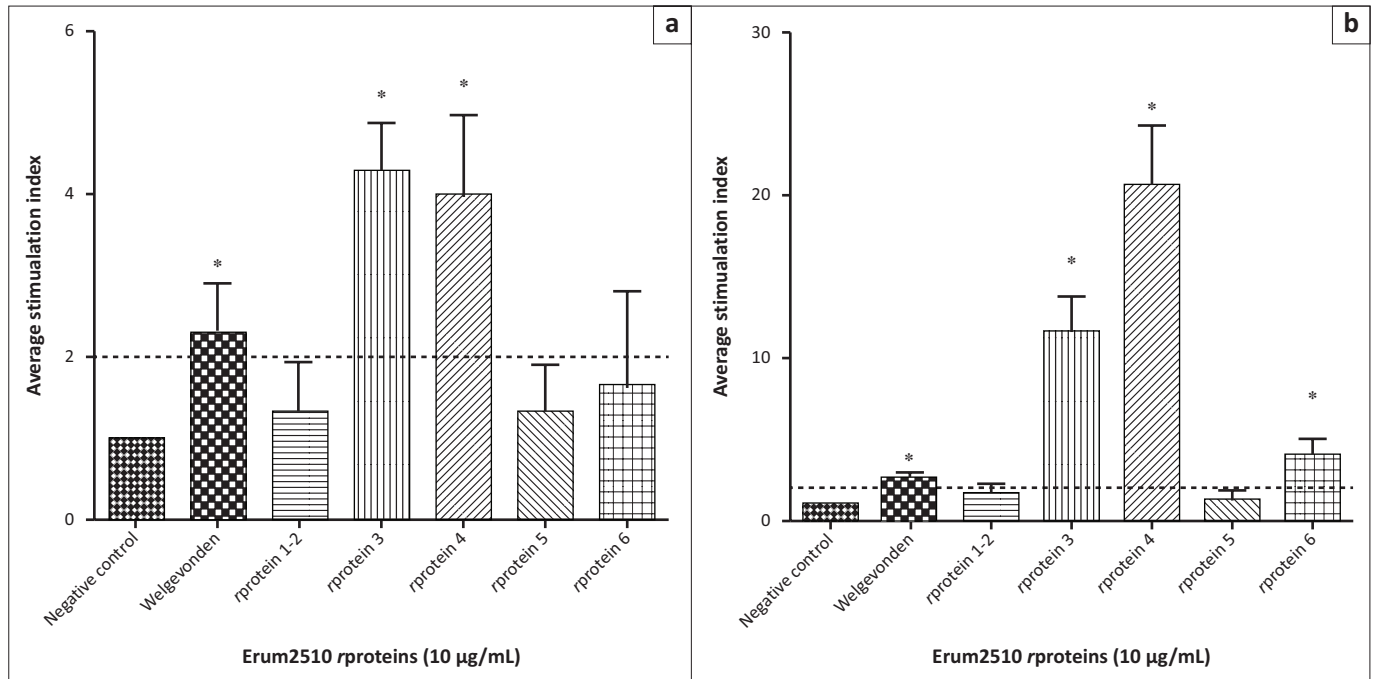 a
Average stimualation index
6
*
*
4
*
2
0
Negative control
Welgevonden
rprotein 1-2
rprotein 3
rprotein 4
rprotein 5
rprotein 6
Erum2510 rproteins (10 µg/mL)
b
Average stimualation index
30
*
20
*
10
*
*
0
Negative control
Welgevonden
rprotein 1-2
rprotein 3
rprotein 4
rprotein 5
rprotein 6
Erum2510 rproteins (10 µg/mL)